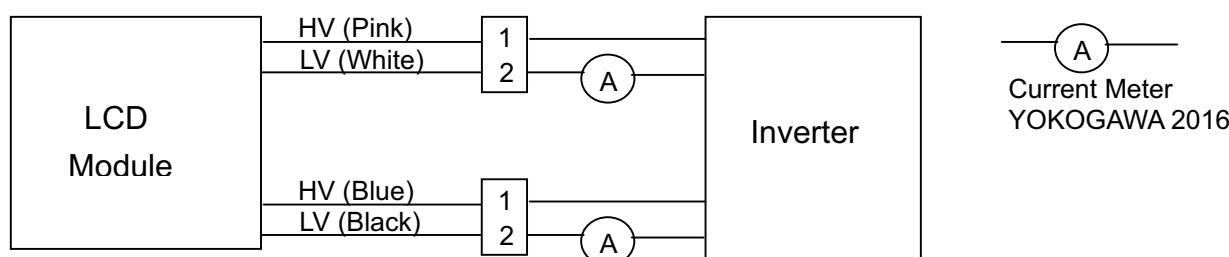 HV (Pink)
LV (White)
1
2
A
A
Current Meter
YOKOGAWA 2016
LCD
Module
Inverter
HV (Blue)
LV (Black)
1
2
A